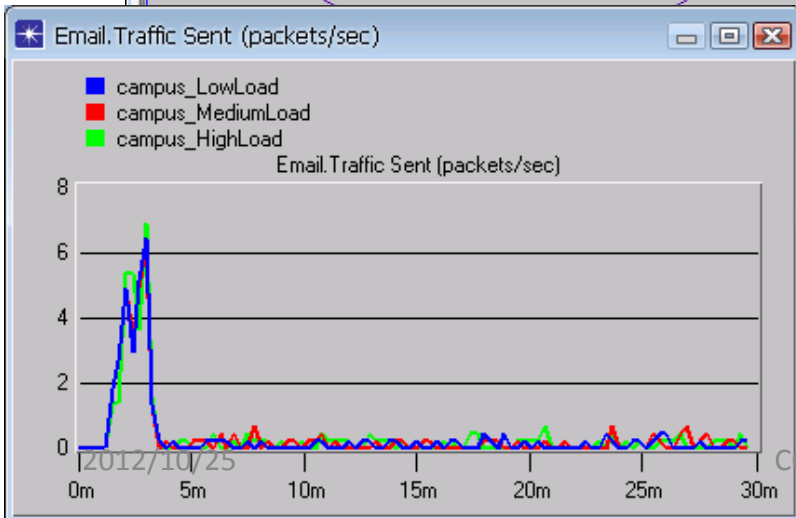 Email.Traffic Sent (packets/sec)
campus_LowLoad
campus_MediumLoad
campus_HighLoad
Email.Traffic Sent (packets/sec)
8
6
4
2
0
2012/10/25
0m 5m 10m 15m 20m 25m 30m